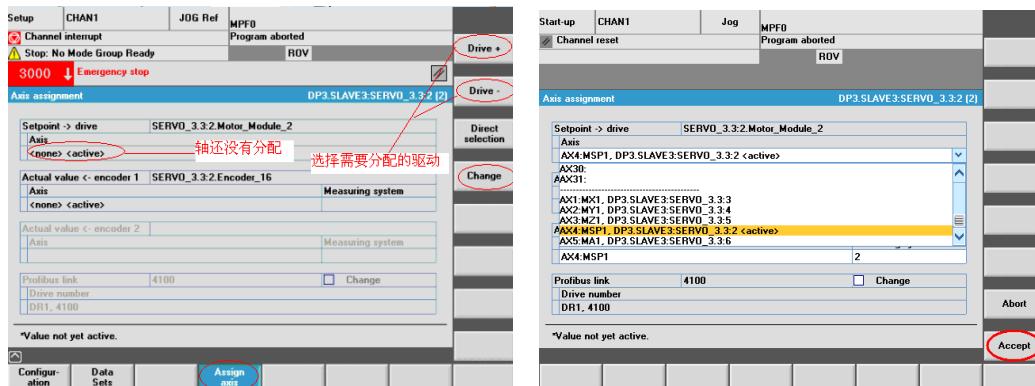 Setup
CHAN1
JOG Ref
MPF0
Channel interrupt
Program aborted
Stop: No Mode Group Ready
ROV
3000
Emergency stop
Axis assignment
DP3.SLAVE3:SERVO_3.3:2 (2)
Setpoint -> drive
SERVO_3.3:2.Motor_Module_2
Axis
<none> <active>
轴还没有分配
选择需要分配的驱动
Actual value <- encoder 1
SERVO_3.3:2.Encoder_16
Axis
Measuring system
<none> <active>
Actual value <- encoder 2
Axis
Measuring system
Profibus link
4100
Change
Drive number
DR1, 4100
*Value not yet active.
Drive +
Drive -
Direct
selection
Change
Configur-
ation
Data
Sets
Assign
axis
Start-up
CHAN1
Jog
MPF0
Channel reset
Program aborted
ROV
Axis assignment
DP3.SLAVE3:SERVO_3.3:2 (2)
Setpoint -> drive
SERVO_3.3:2.Motor_Module_2
Axis
AX4:MSP1, DP3.SLAVE3:SERVO_3.3:2 <active>
AX30:
AX31:
AX1:MX1, DP3.SLAVE3:SERVO_3.3:3
AX2:MY1, DP3.SLAVE3:SERVO_3.3:4
AX3:MZ1, DP3.SLAVE3:SERVO_3.3:5
AX4:MSP1, DP3.SLAVE3:SERVO_3.3:2 <active>
AX5:MA1, DP3.SLAVE3:SERVO_3.3:6
AX4:MSP1
2
Profibus link
4100
Change
Drive number
DR1, 4100
*Value not yet active.
Abort
Accept